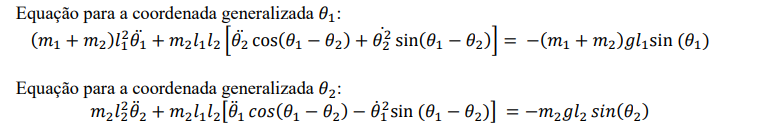 Equação para a coordenada generalizada θ₁:
(m₁ + m₂)l₁²θ̈₁ + m₂l₁l₂[θ̈₂ cos(θ₁ − θ₂) + θ̇₂² sin(θ₁ − θ₂)] = −(m₁ + m₂)gl₁sin (θ₁)
Equação para a coordenada generalizada θ₂:
m₂l₂²θ̈₂ + m₂l₁l₂[θ̈₁ cos(θ₁ − θ₂) − θ̇₁²sin (θ₁ − θ₂)] = −m₂gl₂ sin(θ₂)